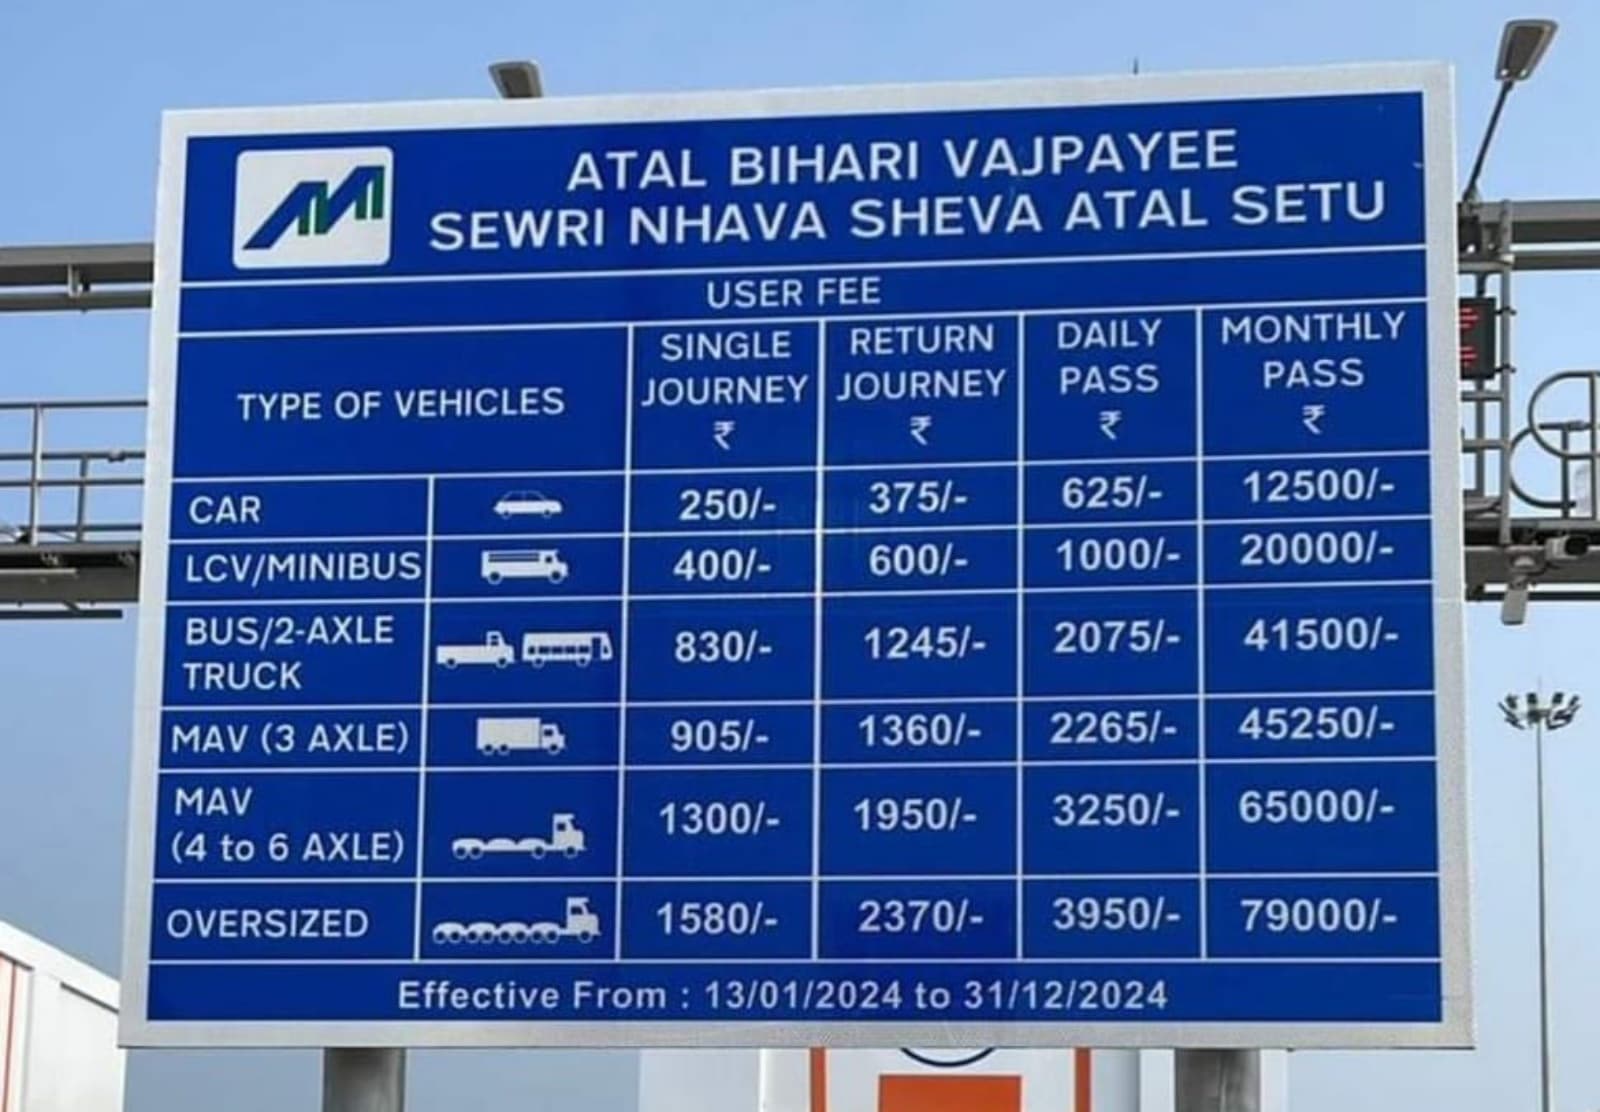 ATAL BIHARI VAJPAYEE
SEWRI NHAVA SHEVA ATAL SETU
USER FEE
TYPE OF VEHICLES SINGLE JOURNEY ₹ RETURN JOURNEY ₹ DAILY PASS ₹ MONTHLY PASS ₹
CAR 250/- 375/- 625/- 12500/-
LCV/MINIBUS 400/- 600/- 1000/- 20000/-
BUS/2-AXLE TRUCK 830/- 1245/- 2075/- 41500/-
MAV (3 AXLE) 905/- 1360/- 2265/- 45250/-
MAV (4 to 6 AXLE) 1300/- 1950/- 3250/- 65000/-
OVERSIZED 1580/- 2370/- 3950/- 79000/-
Effective From : 13/01/2024 to 31/12/2024